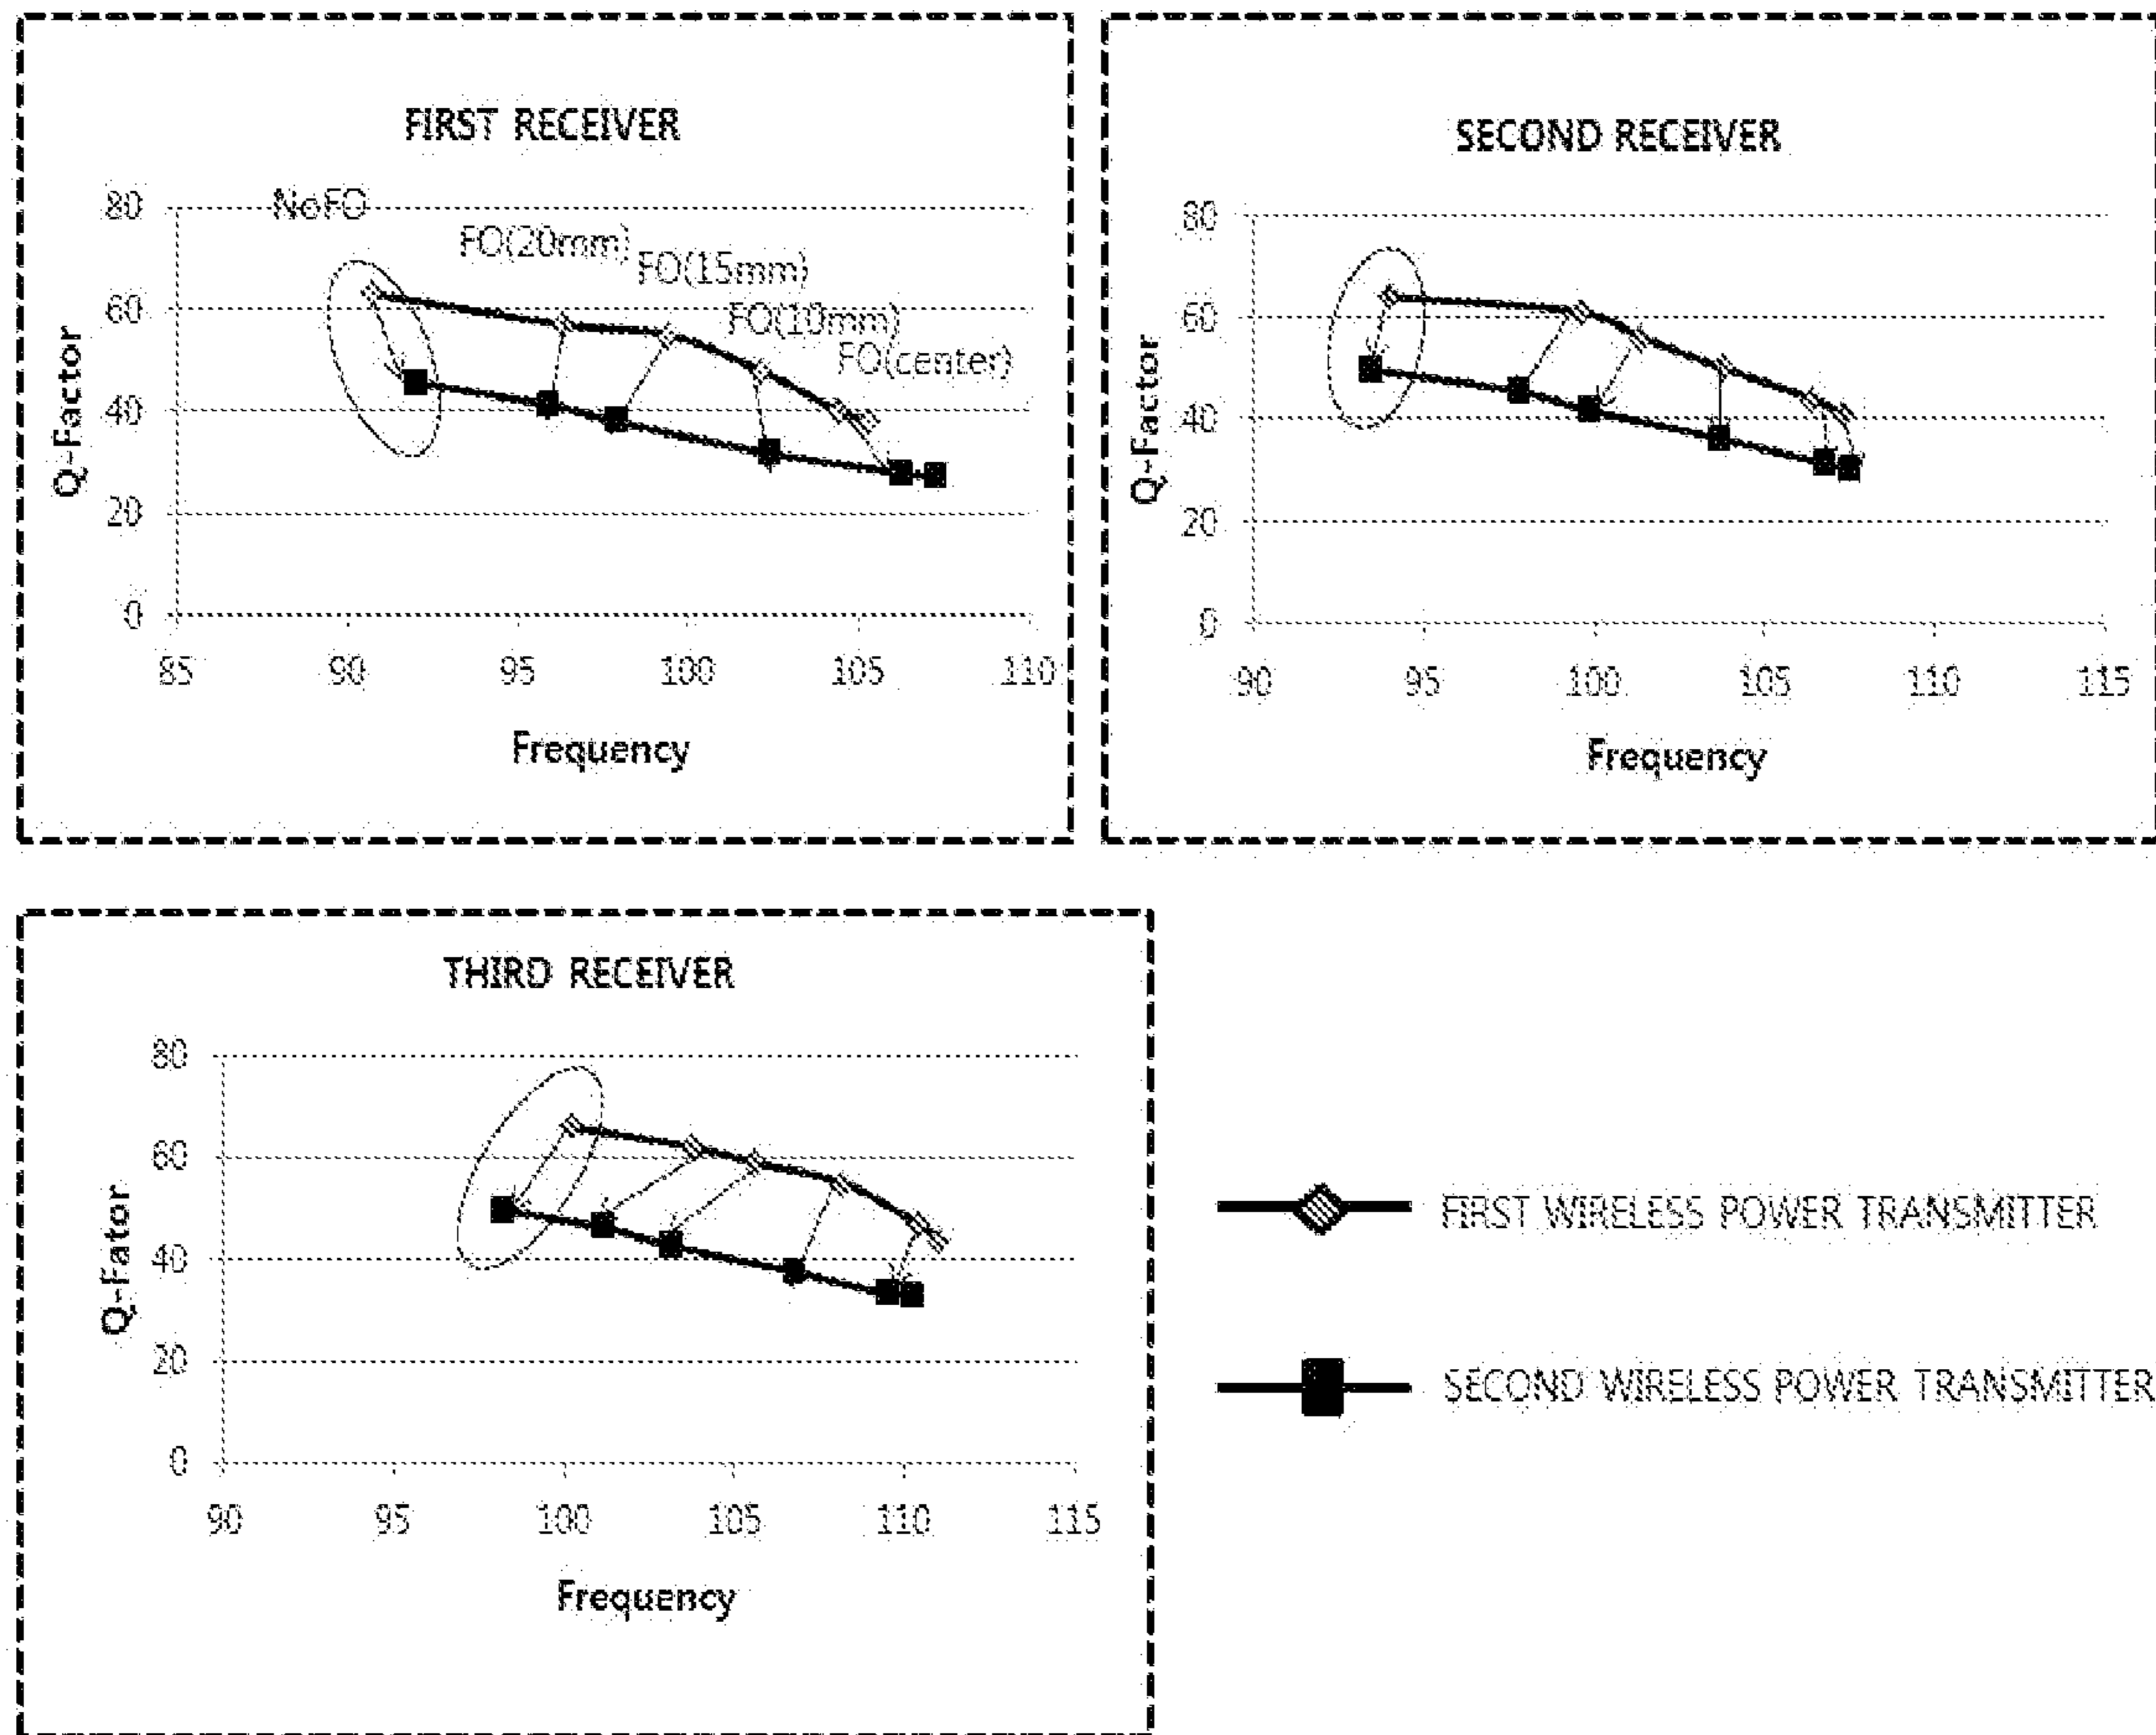 FIRST RECEIVER
NoFO
FO(20mm)
FO(15mm)
FO(10mm)
FO(center)
80
60
40
20
0
Q-Factor
85 90 95 100 105 110
Frequency
SECOND RECEIVER
80
60
40
20
0
Q-Factor
90 95 100 105 110 115
Frequency
THIRD RECEIVER
80
60
40
20
0
Q-Fator
90 95 100 105 110 115
Frequency
FIRST WIRELESS POWER TRANSMITTER
SECOND WIRELESS POWER TRANSMITTER